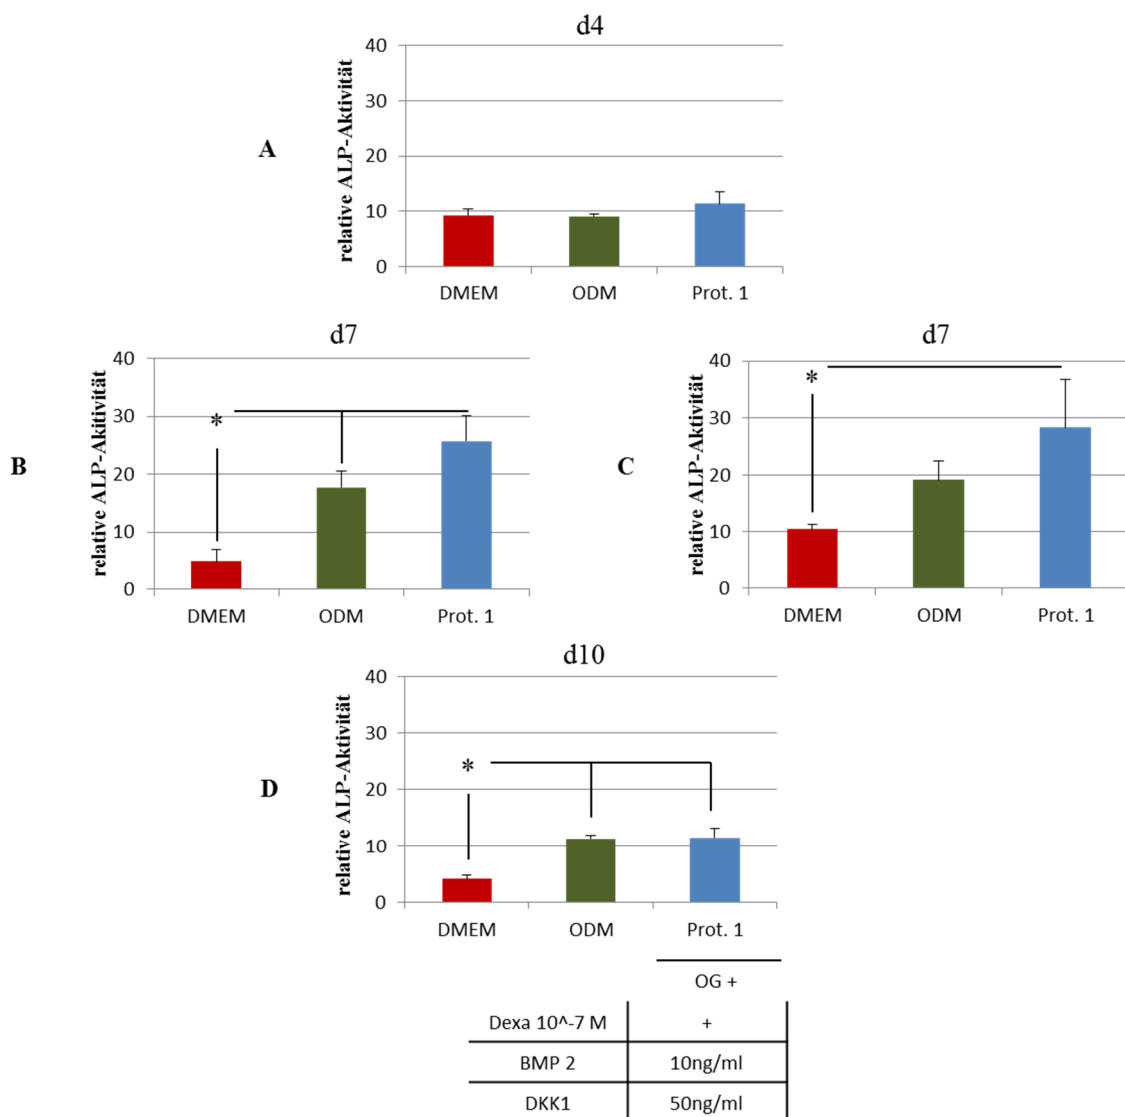 d4
A
relative ALP-Aktivität
40
30
20
10
0
DMEM ODM Prot. 1
d7
B
relative ALP-Akitivität
40
30
20
10
0
*
DMEM ODM Prot. 1
d7
C
relative ALP-Aktivität
40
30
20
10
0
*
DMEM ODM Prot. 1
d10
D
relative ALP-Aktivität
40
30
20
10
0
*
DMEM ODM Prot. 1
OG +
Dexa 10^-7 M +
BMP 2 10ng/ml
DKK1 50ng/ml